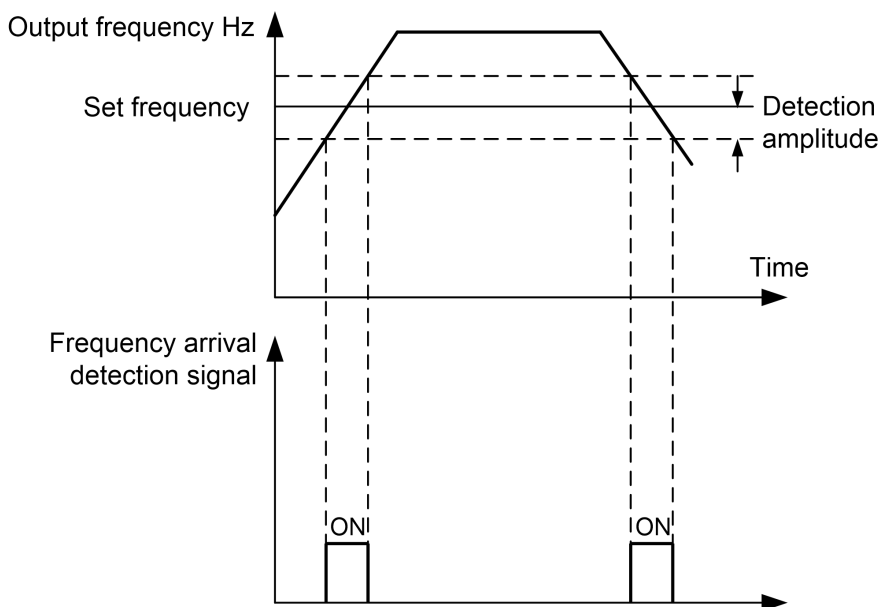 Output frequency Hz
Set frequency
Detection
amplitude
Time
Frequency arrival
detection signal
ON
ON